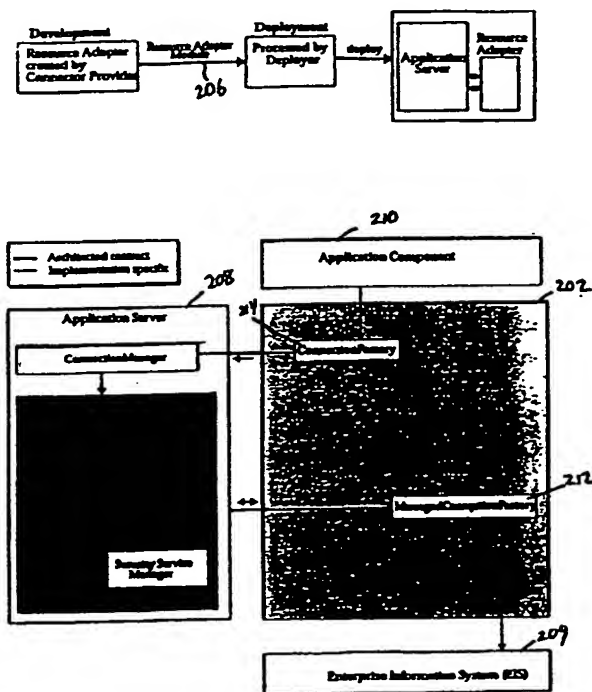 Development
Resource Adapter
created by
Connector Provider
Resource Adapter
Module
206
Deployment
Processed by
Deployer
deploy
Application
Server
Resource
Adapter
210
Architected contract
Implementation specific
208
Application Component
202
Application Server
214
ConnectionManager
ConnectionFactory
212
ManagedConnectionFactory
Security Service
Manager
209
Enterprise Information System (EIS)